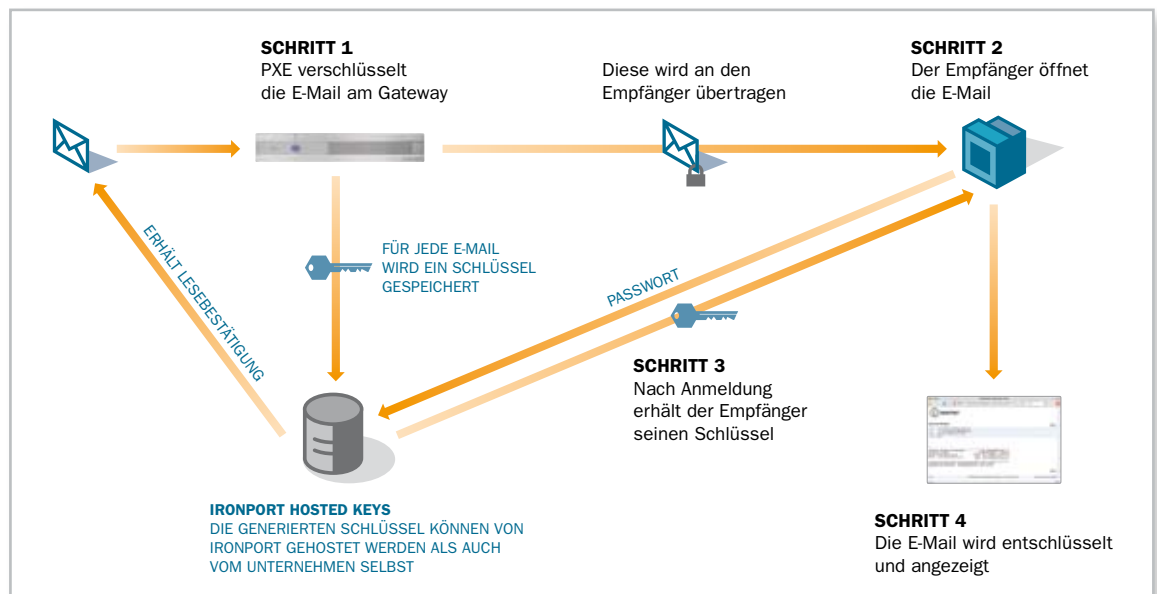 SCHRITT 1
PXE verschlüsselt
die E-Mail am Gateway
Diese wird an den
Empfänger übertragen
SCHRITT 2
Der Empfänger öffnet
die E-Mail
ERHÄLT LESEBESTÄTIGUNG
FÜR JEDE E-MAIL
WIRD EIN SCHLÜSSEL
GESPEICHERT
PASSWORT
SCHRITT 3
Nach Anmeldung
erhält der Empfänger
seinen Schlüssel
IRONPORT HOSTED KEYS
DIE GENERIERTEN SCHLÜSSEL KÖNNEN VON
IRONPORT GEHOSTET WERDEN ALS AUCH
VOM UNTERNEHMEN SELBST
SCHRITT 4
Die E-Mail wird entschlüsselt
und angezeigt